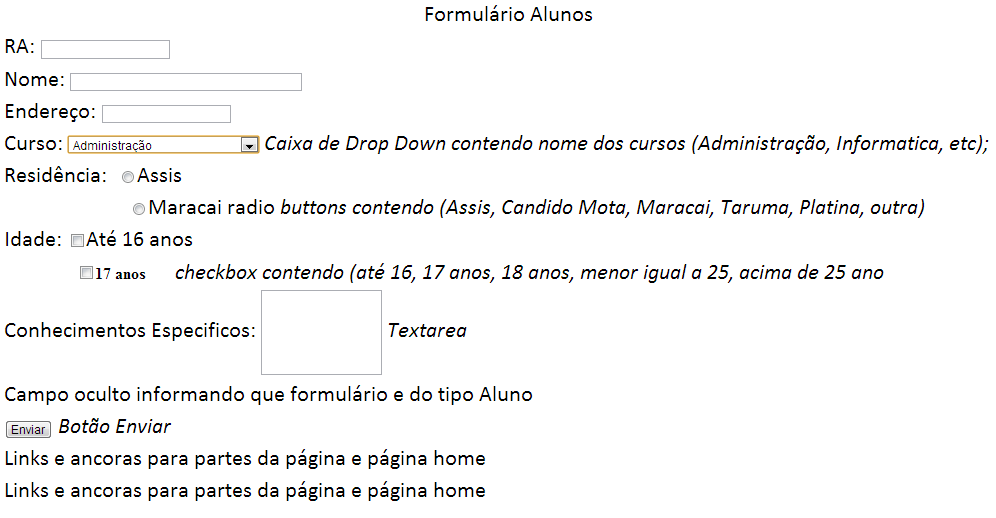 Formulário Alunos
RA:
Nome:
Endereço:
Curso: Administração Caixa de Drop Down contendo nome dos cursos (Administração, Informatica, etc);
Residência: Assis
Maracai radio buttons contendo (Assis, Candido Mota, Maracai, Taruma, Platina, outra)
Idade: Até 16 anos
17 anos checkbox contendo (até 16, 17 anos, 18 anos, menor igual a 25, acima de 25 ano
Conhecimentos Especificos: Textarea
Campo oculto informando que formulário e do tipo Aluno
Enviar Botão Enviar
Links e ancoras para partes da página e página home
Links e ancoras para partes da página e página home